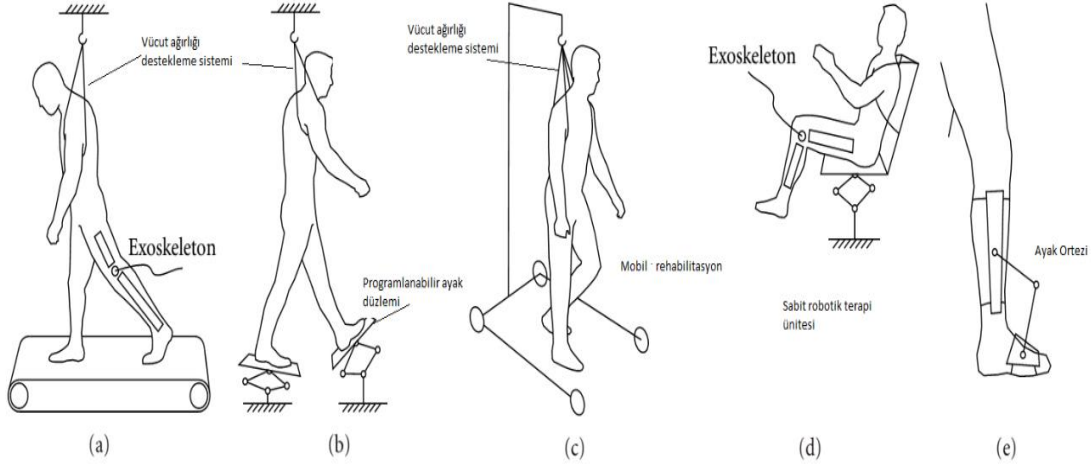 Vücut ağırlığı
destekleme sistemi
Exoskeleton
(a)
Programlanabilir ayak
düzlemi
(b)
Vücut ağırlığı
destekleme sistemi
Mobil - rehabilitasyon
(c)
Exoskeleton
Sabit robotik terapi
ünitesi
(d)
Ayak Ortezi
(e)